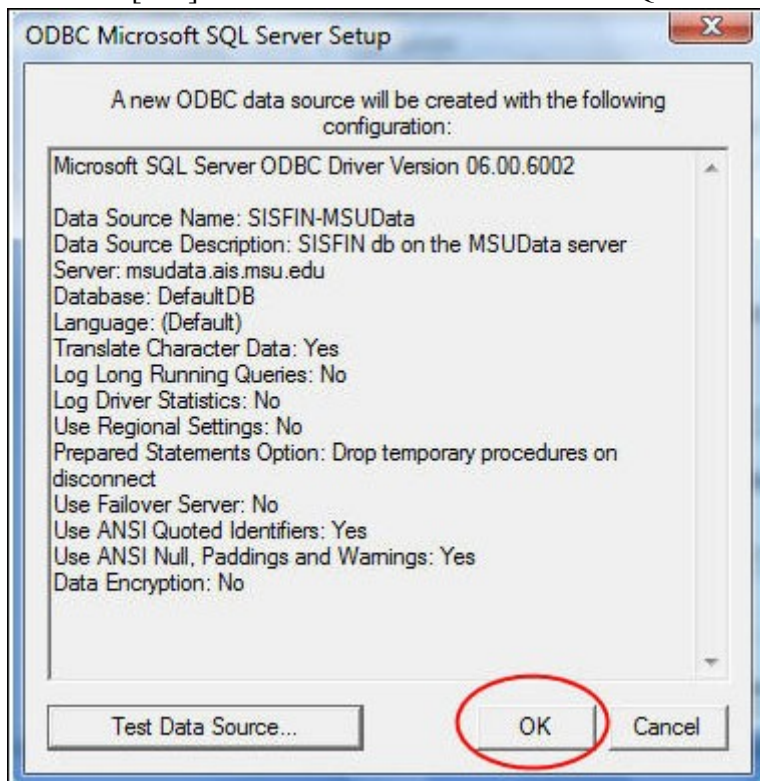 ODBC Microsoft SQL Server Setup
A new ODBC data source will be created with the following
configuration:
Microsoft SQL Server ODBC Driver Version 06.00.6002
Data Source Name: SISFIN-MSUData
Data Source Description: SISFIN db on the MSUData server
Server: msudata.ais.msu.edu
Database: DefaultDB
Language: (Default)
Translate Character Data: Yes
Log Long Running Queries: No
Log Driver Statistics: No
Use Regional Settings: No
Prepared Statements Option: Drop temporary procedures on
disconnect
Use Failover Server: No
Use ANSI Quoted Identifiers: Yes
Use ANSI Null, Paddings and Warnings: Yes
Data Encryption: No
Test Data Source...
OK
Cancel